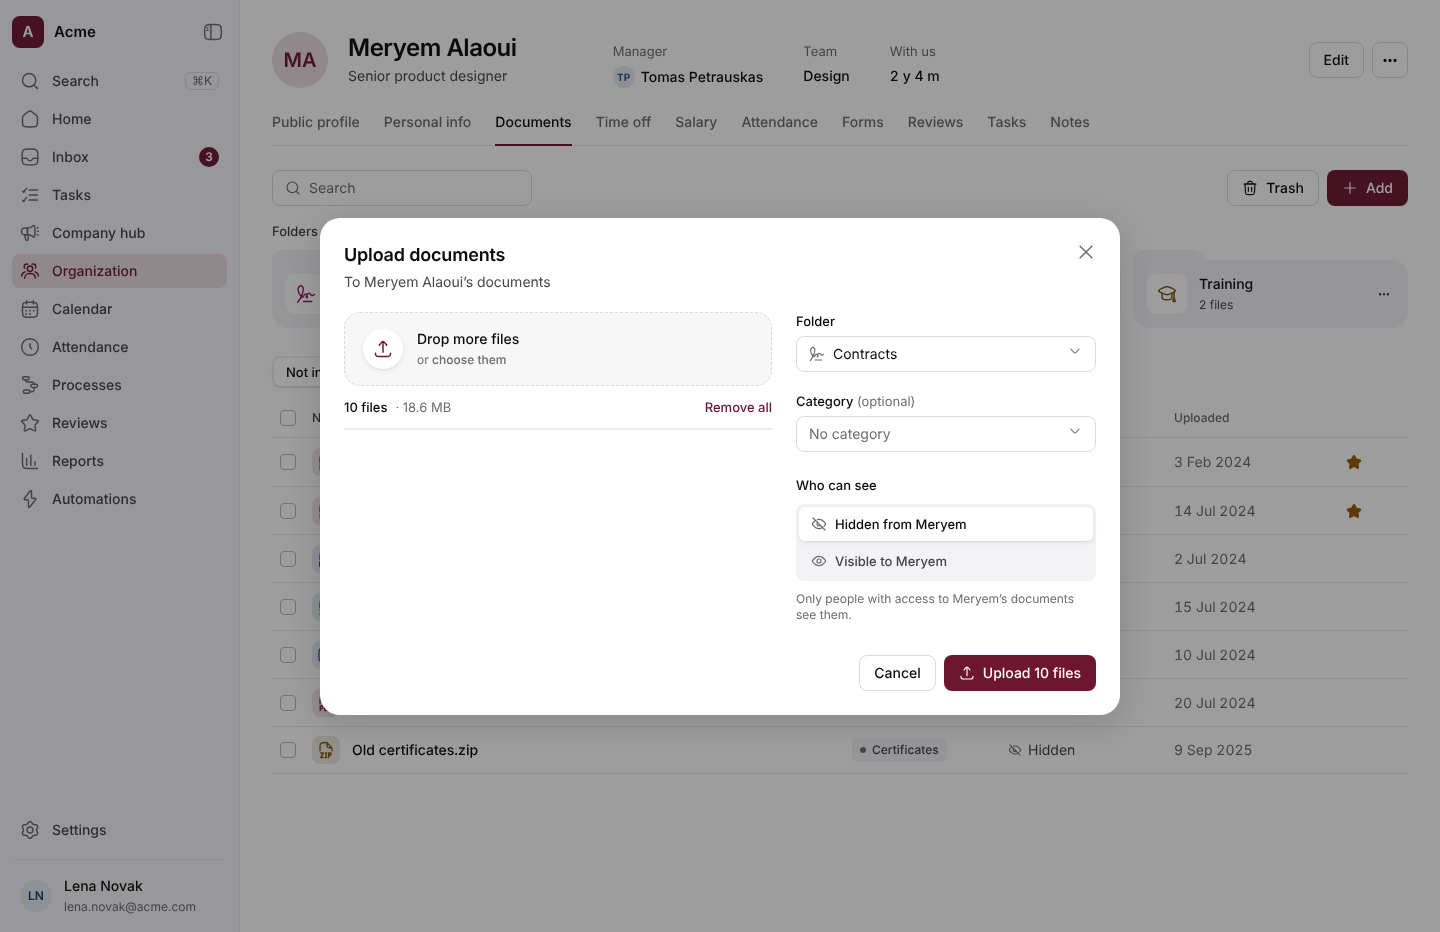 A
Acme
Search
⌘K
Home
Inbox
3
Tasks
Company hub
Organization
Calendar
Attendance
Processes
Reviews
Reports
Automations
Settings
LN
Lena Novak
lena.novak@acme.com
MA
Meryem Alaoui
Senior product designer
Manager
TP
Tomas Petrauskas
Team
Design
With us
2 y 4 m
Edit
Public profile
Personal info
Documents
Time off
Salary
Attendance
Forms
Reviews
Tasks
Notes
Search
Trash
Add
Folders
Training
2 files
Uploaded
3 Feb 2024
14 Jul 2024
2 Jul 2024
15 Jul 2024
10 Jul 2024
20 Jul 2024
ZIP
Old certificates.zip
Certificates
Hidden
9 Sep 2025
Upload documents
To Meryem Alaoui’s documents
Drop more files
or choose them
10 files · 18.6 MB
Remove all
Folder
Contracts
Category (optional)
No category
Who can see
Hidden from Meryem
Visible to Meryem
Only people with access to Meryem’s documents
see them.
Cancel
Upload 10 files